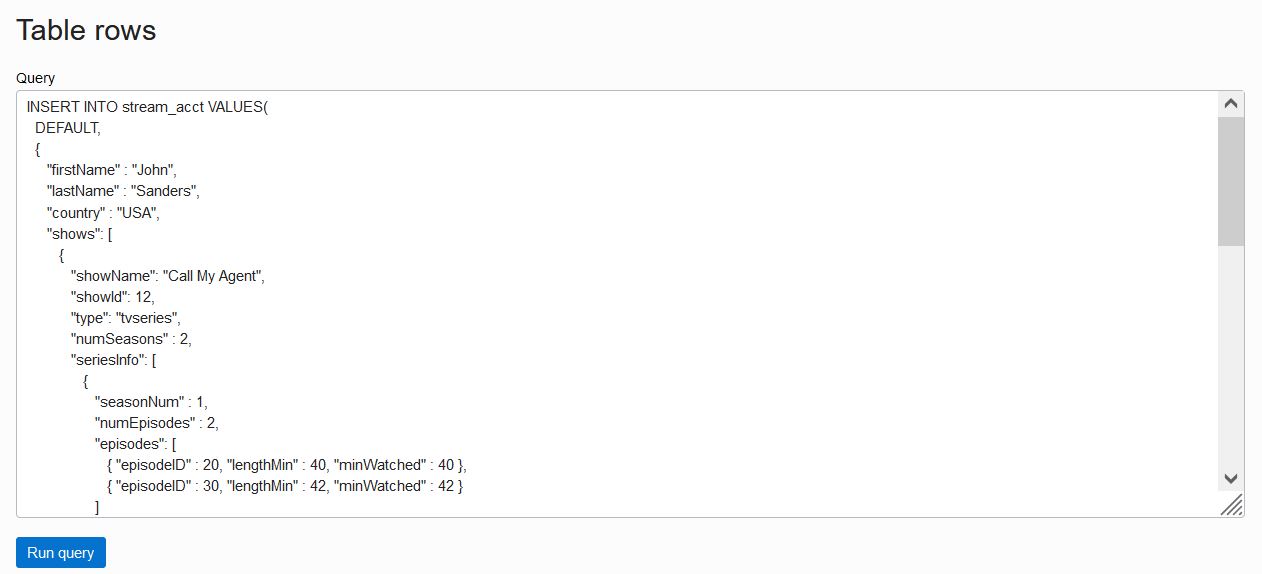 Table rows
Query
INSERT INTO stream_acct VALUES(
DEFAULT,
{
"firstName" : "John",
"lastName" : "Sanders",
"country" : "USA",
"shows": [
{
"showName": "Call My Agent",
"showId": 12,
"type": "tvseries",
"numSeasons" : 2,
"seriesInfo": [
{
"seasonNum" : 1,
"numEpisodes" : 2,
"episodes": [
{ "episodeID" : 20, "lengthMin" : 40, "minWatched" : 40 },
{ "episodeID" : 30, "lengthMin" : 42, "minWatched" : 42 }
]
Run query